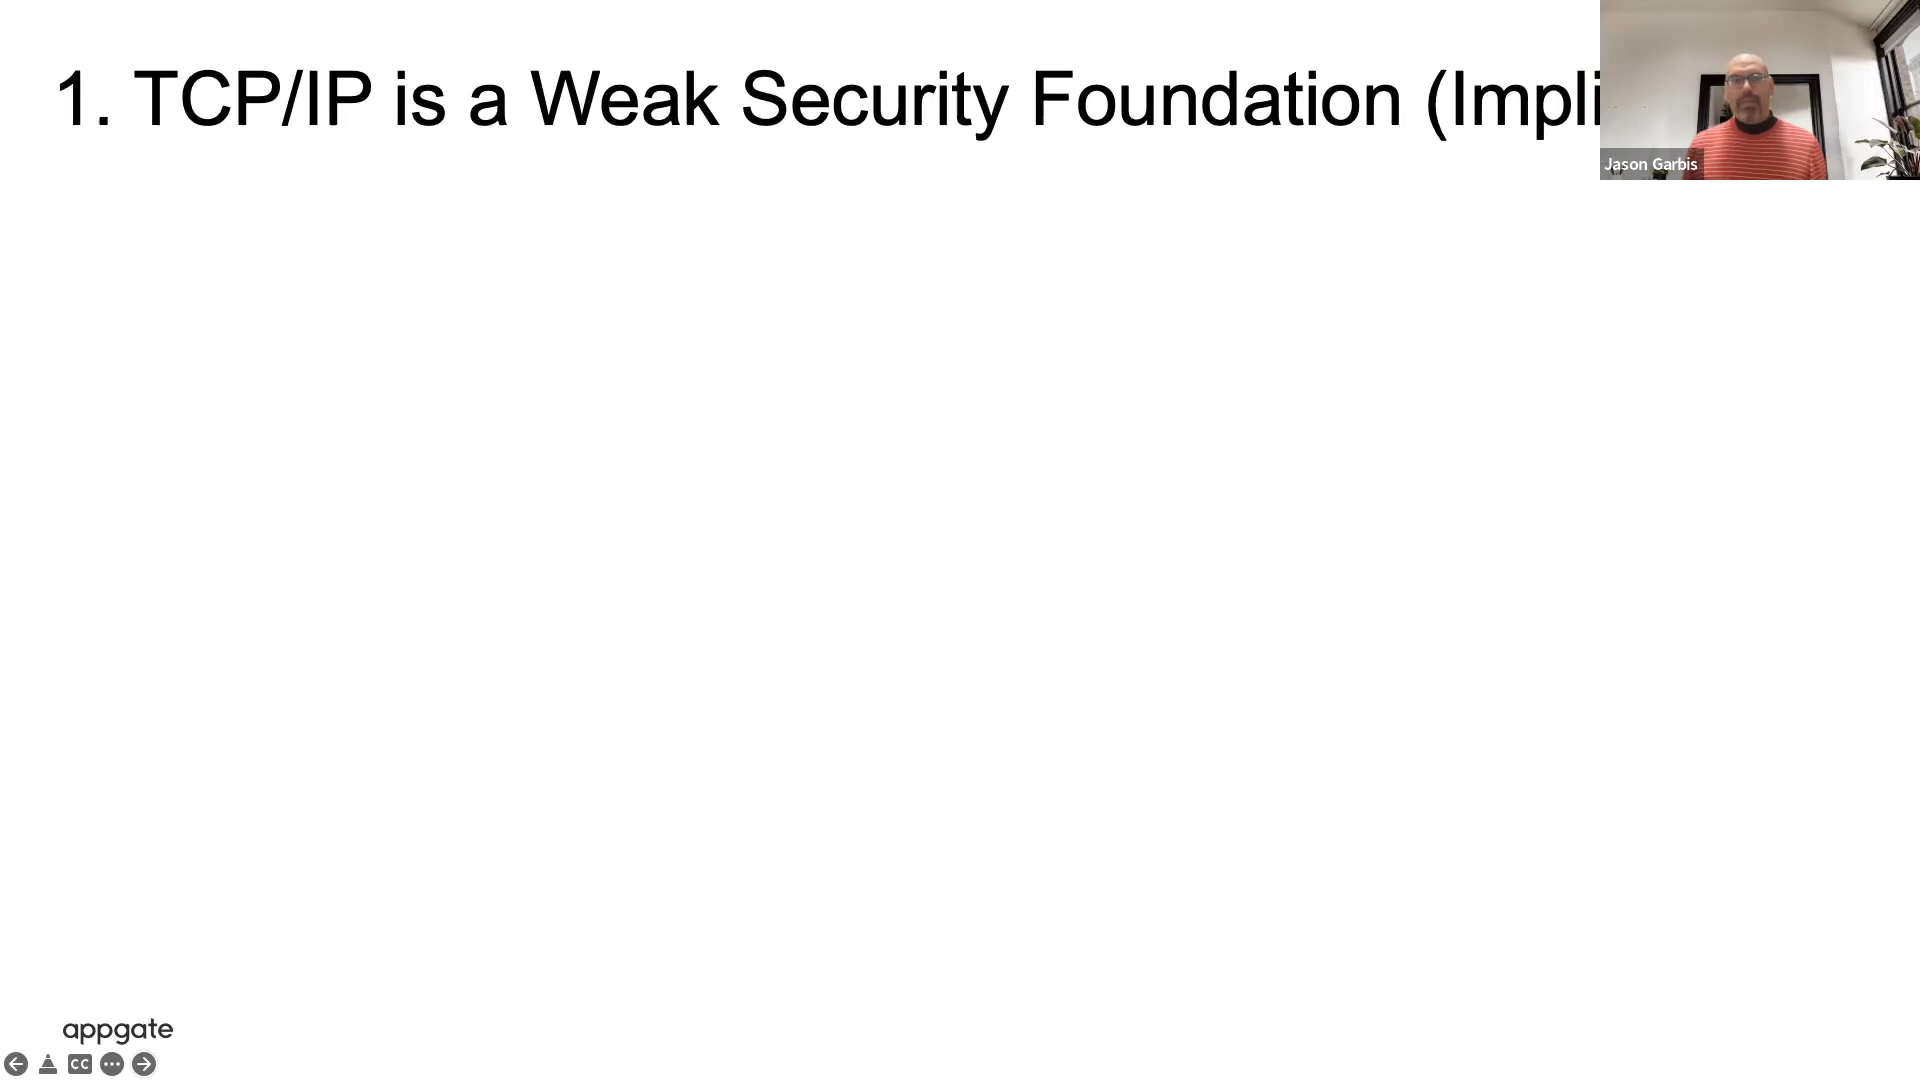 1. TCP/IP is a Weak Security Foundation (Impli
Jason Garbis
appgate
CC